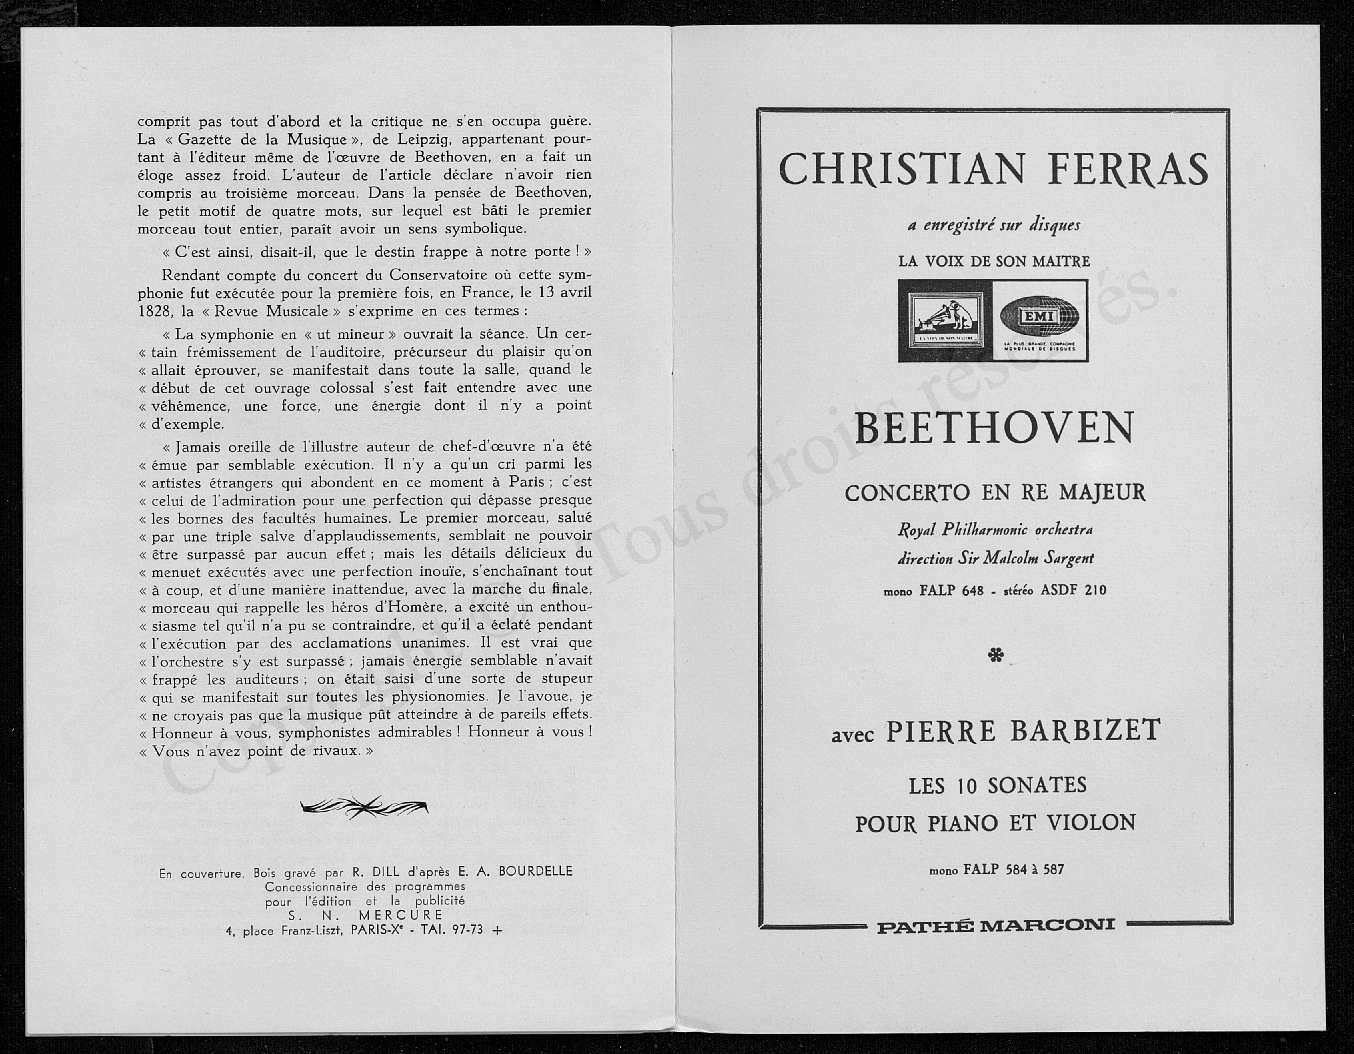 comprit pas tout d'abord et la critique ne s'en occupa guère.
La « Gazette de la Musique », de Leipzig, appartenant pour-
tant à l'éditeur même de l'œuvre de Beethoven, en a fait un
éloge assez froid. L'auteur de l'article déclare n'avoir rien
compris au troisième morceau. Dans la pensée de Beethoven,
le petit motif de quatre mots, sur lequel est bâti le premier
morceau tout entier, paraît avoir un sens symbolique.
« C'est ainsi, disait-il, que le destin frappe à notre porte ! »
Rendant compte du concert du Conservatoire où cette sym-
phonie fut exécutée pour la première fois, en France, le 13 avril
1828, la « Revue Musicale » s'exprime en ces termes :
« La symphonie en « ut mineur » ouvrait la séance. Un cer-
« tain frémissement de l'auditoire, précurseur du plaisir qu'on
« allait éprouver, se manifestait dans toute la salle, quand le
« début de cet ouvrage colossal s'est fait entendre avec une
« véhémence, une force, une énergie dont il n'y a point
« d'exemple.
« Jamais oreille de l'illustre auteur de chef-d'œuvre n'a été
« émue par semblable exécution. Il n'y a qu'un cri parmi les
« artistes étrangers qui abondent en ce moment à Paris ; c'est
« celui de l'admiration pour une perfection qui dépasse presque
« les bornes des facultés humaines. Le premier morceau, salué
« par une triple salve d'applaudissements, semblait ne pouvoir
« être surpassé par aucun effet ; mais les détails délicieux du
« menuet exécutés avec une perfection inouïe, s'enchaînant tout
« à coup, et d'une manière inattendue, avec la marche du finale,
« morceau qui rappelle les héros d'Homère, a excité un enthou-
« siasme tel qu'il n'a pu se contraindre, et qu'il a éclaté pendant
« l'exécution par des acclamations unanimes. Il est vrai que
« l'orchestre s'y est surpassé ; jamais énergie semblable n'avait
« frappé les auditeurs ; on était saisi d'une sorte de stupeur
« qui se manifestait sur toutes les physionomies. Je l'avoue, je
« ne croyais pas que la musique pût atteindre à de pareils effets.
« Honneur à vous, symphonistes admirables ! Honneur à vous !
« Vous n'avez point de rivaux. »
En couverture, Bois gravé par R. DILL d'après E. A. BOURDELLE
Concessionnaire des programmes
pour l'édition et la publicité
S. N. MERCURE
4, place Franz-Liszt, PARIS-Xe - TAI. 97-73 +
CHRISTIAN FERRAS
a enregistré sur disques
LA VOIX DE SON MAITRE
LA VOIX DE SON MAITRE
EMI
LA PLUS GRANDE COMPAGNIE
MONDIALE DE DISQUES
BEETHOVEN
CONCERTO EN RE MAJEUR
Royal Philharmonic orchestra
direction Sir Malcolm Sargent
mono FALP 648 - stéréo ASDF 210
avec PIERRE BARBIZET
LES 10 SONATES
POUR PIANO ET VIOLON
mono FALP 584 à 587
PATHÉ MARCONI
Copyright © - Tous droits réservés.